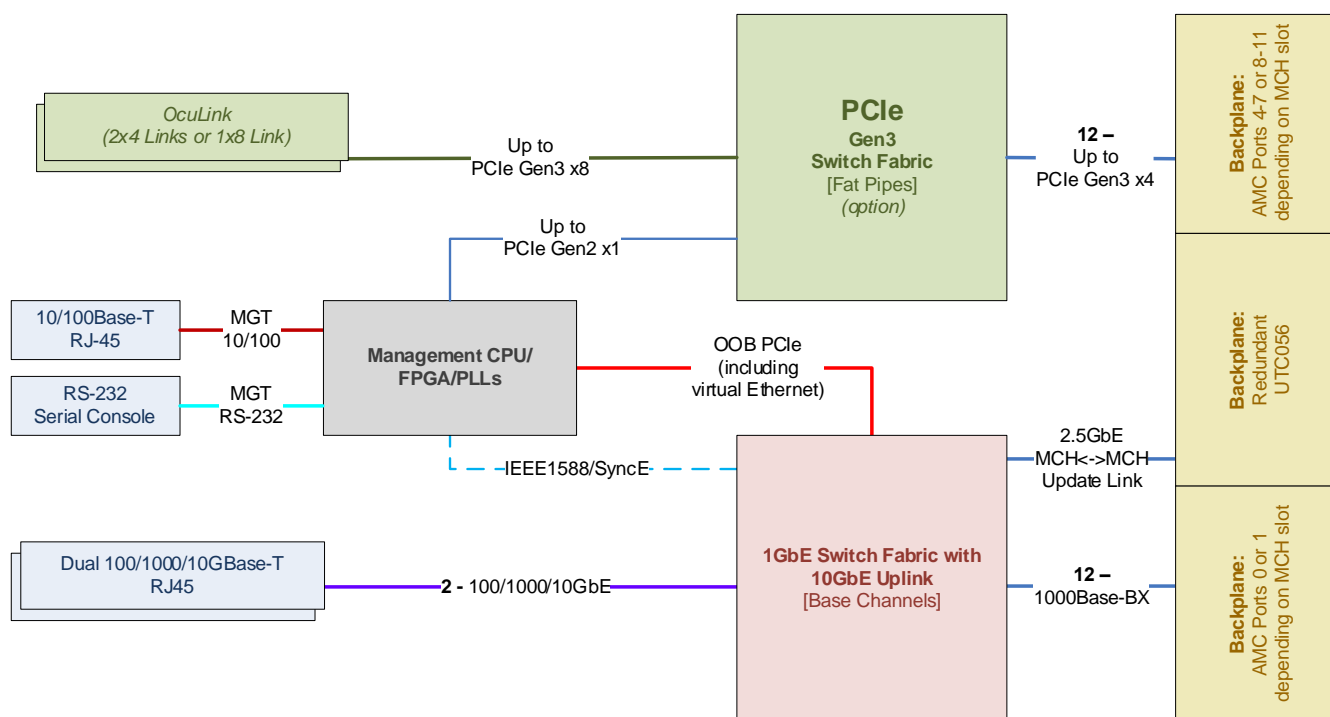 OcuLink
(2x4 Links or 1x8 Link)
Up to
PCIe Gen3 x8
PCIe
Gen3
Switch Fabric
[Fat Pipes]
(option)
12 –
Up to
PCIe Gen3 x4
Backplane:
AMC Ports 4-7 or 8-11
depending on MCH slot
Up to
PCIe Gen2 x1
10/100Base-T
RJ-45
MGT
10/100
Management CPU/
FPGA/PLLs
OOB PCIe
(including
virtual Ethernet)
Backplane:
Redundant
UTC056
RS-232
Serial Console
MGT
RS-232
IEEE1588/SyncE
2.5GbE
MCH<->MCH
Update Link
Dual 100/1000/10GBase-T
RJ45
2 - 100/1000/10GbE
1GbE Switch Fabric with
10GbE Uplink
[Base Channels]
12 –
1000Base-BX
Backplane:
AMC Ports 0 or 1
depending on MCH slot